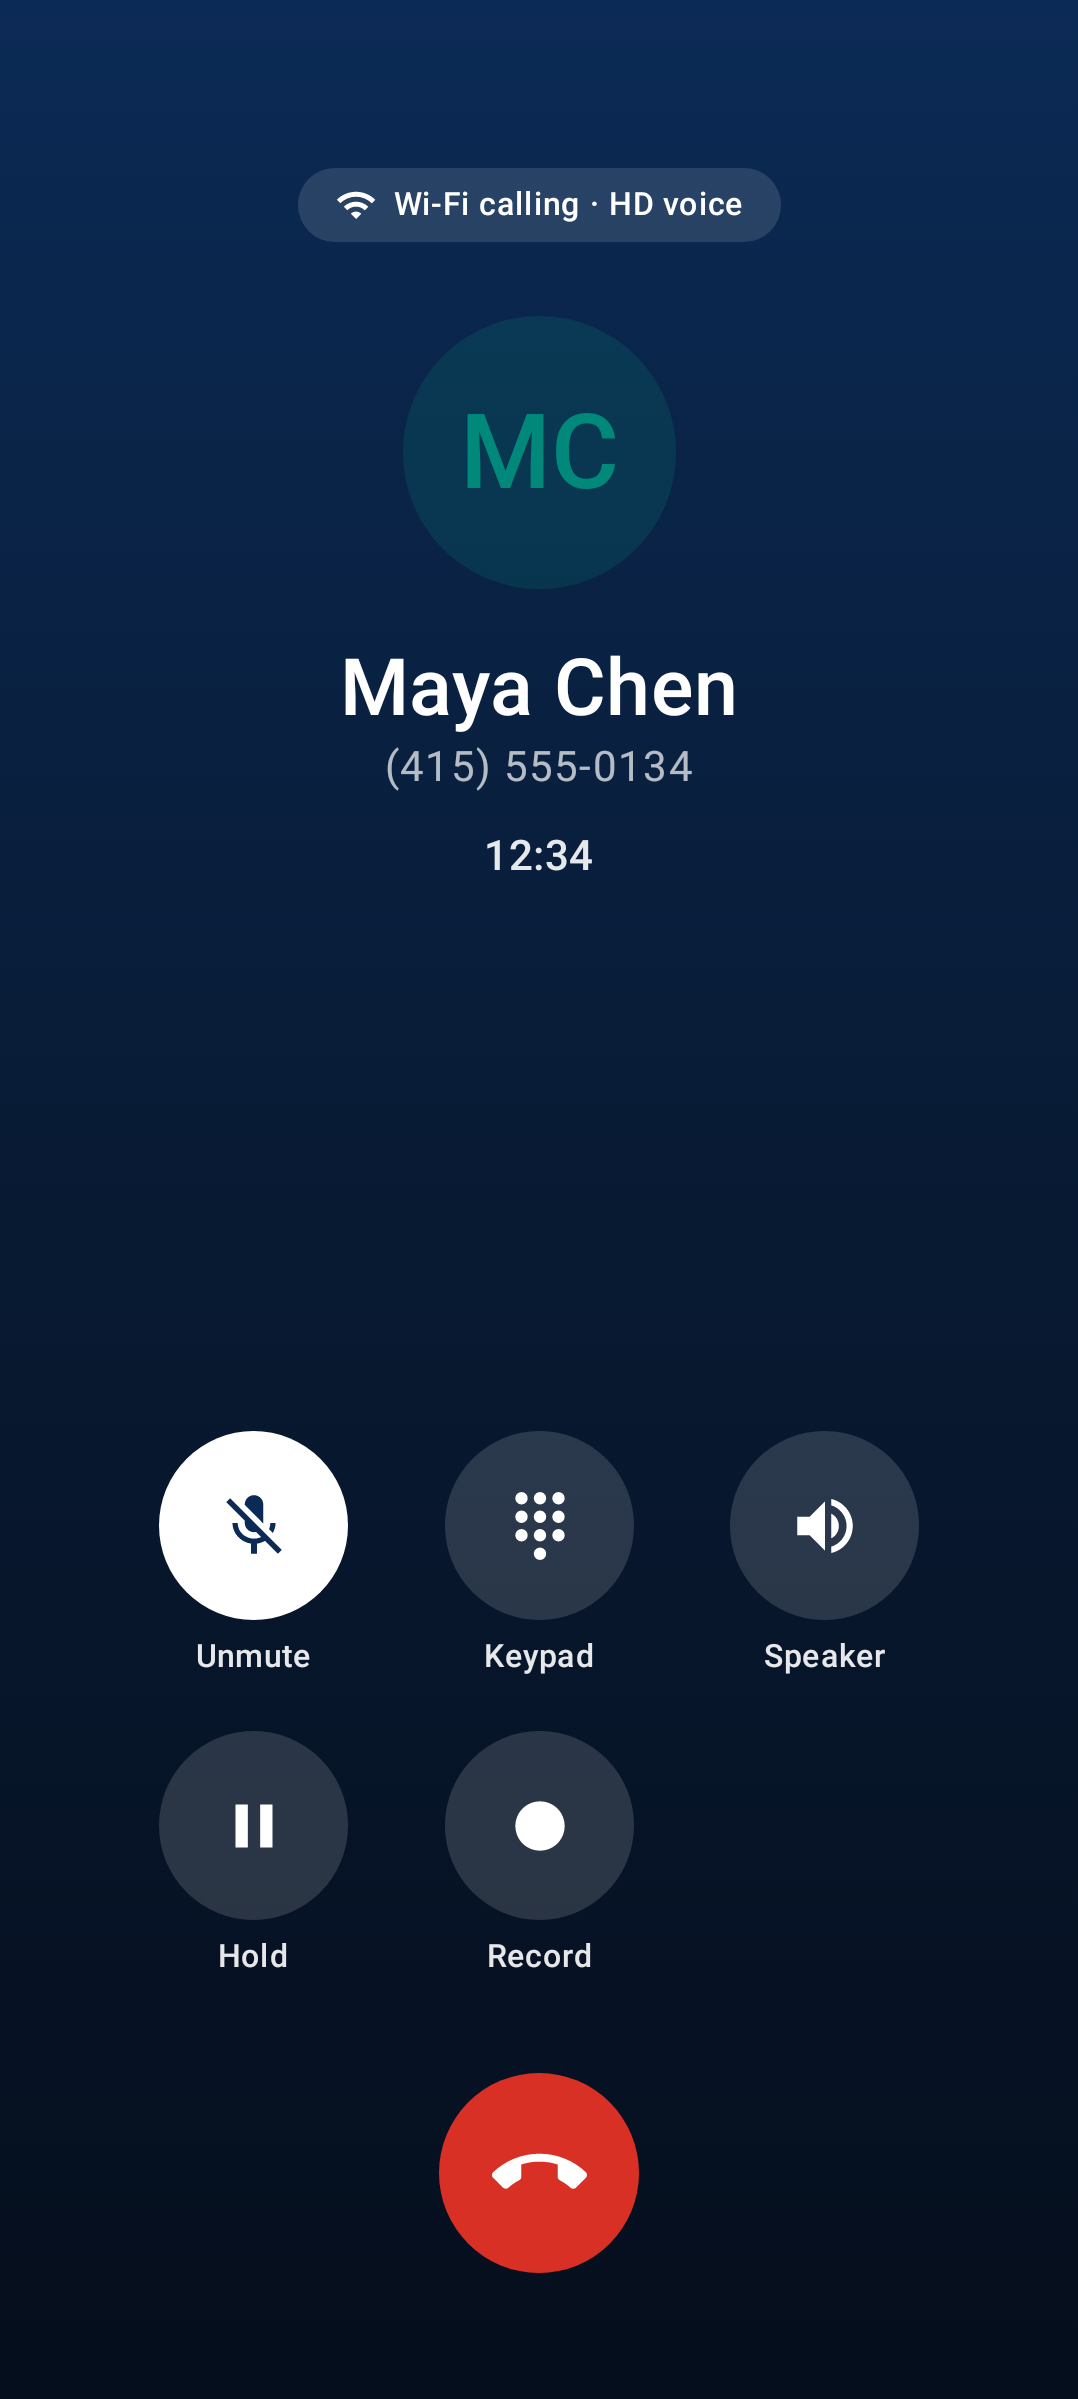 Wi-Fi calling · HD voice
MC
Maya Chen
(415) 555-0134
12:34
Unmute Keypad Speaker
Hold Record